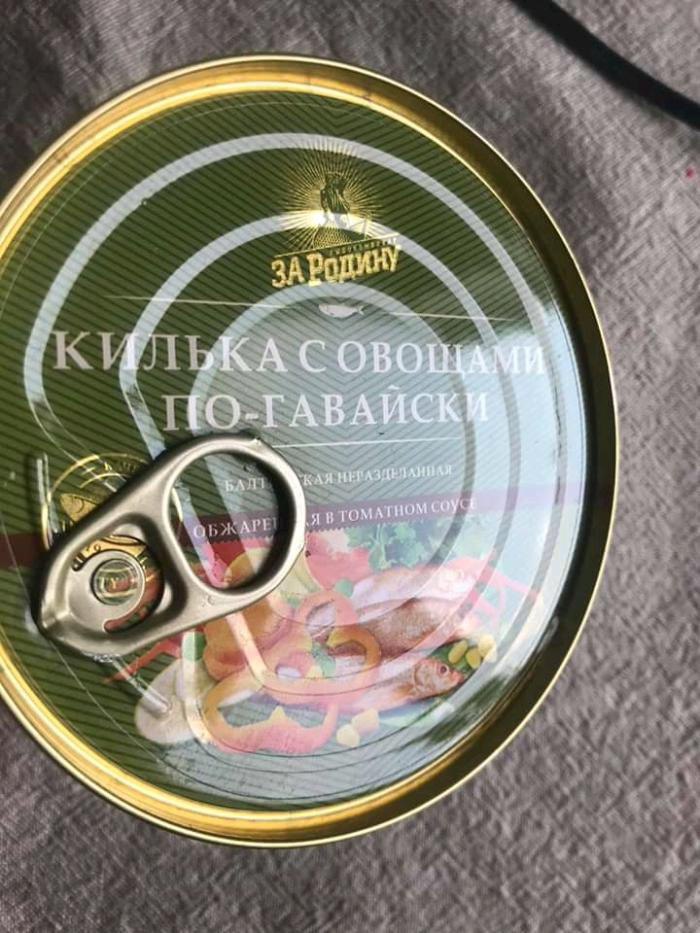 ЗА РОДИНУ
КИЛЬКА С ОВОЩАМИ
ПО-ГАВАЙСКИ
НЕРАЗДЕЛАННАЯ
В ТОМАТНОМ СОУСЕ